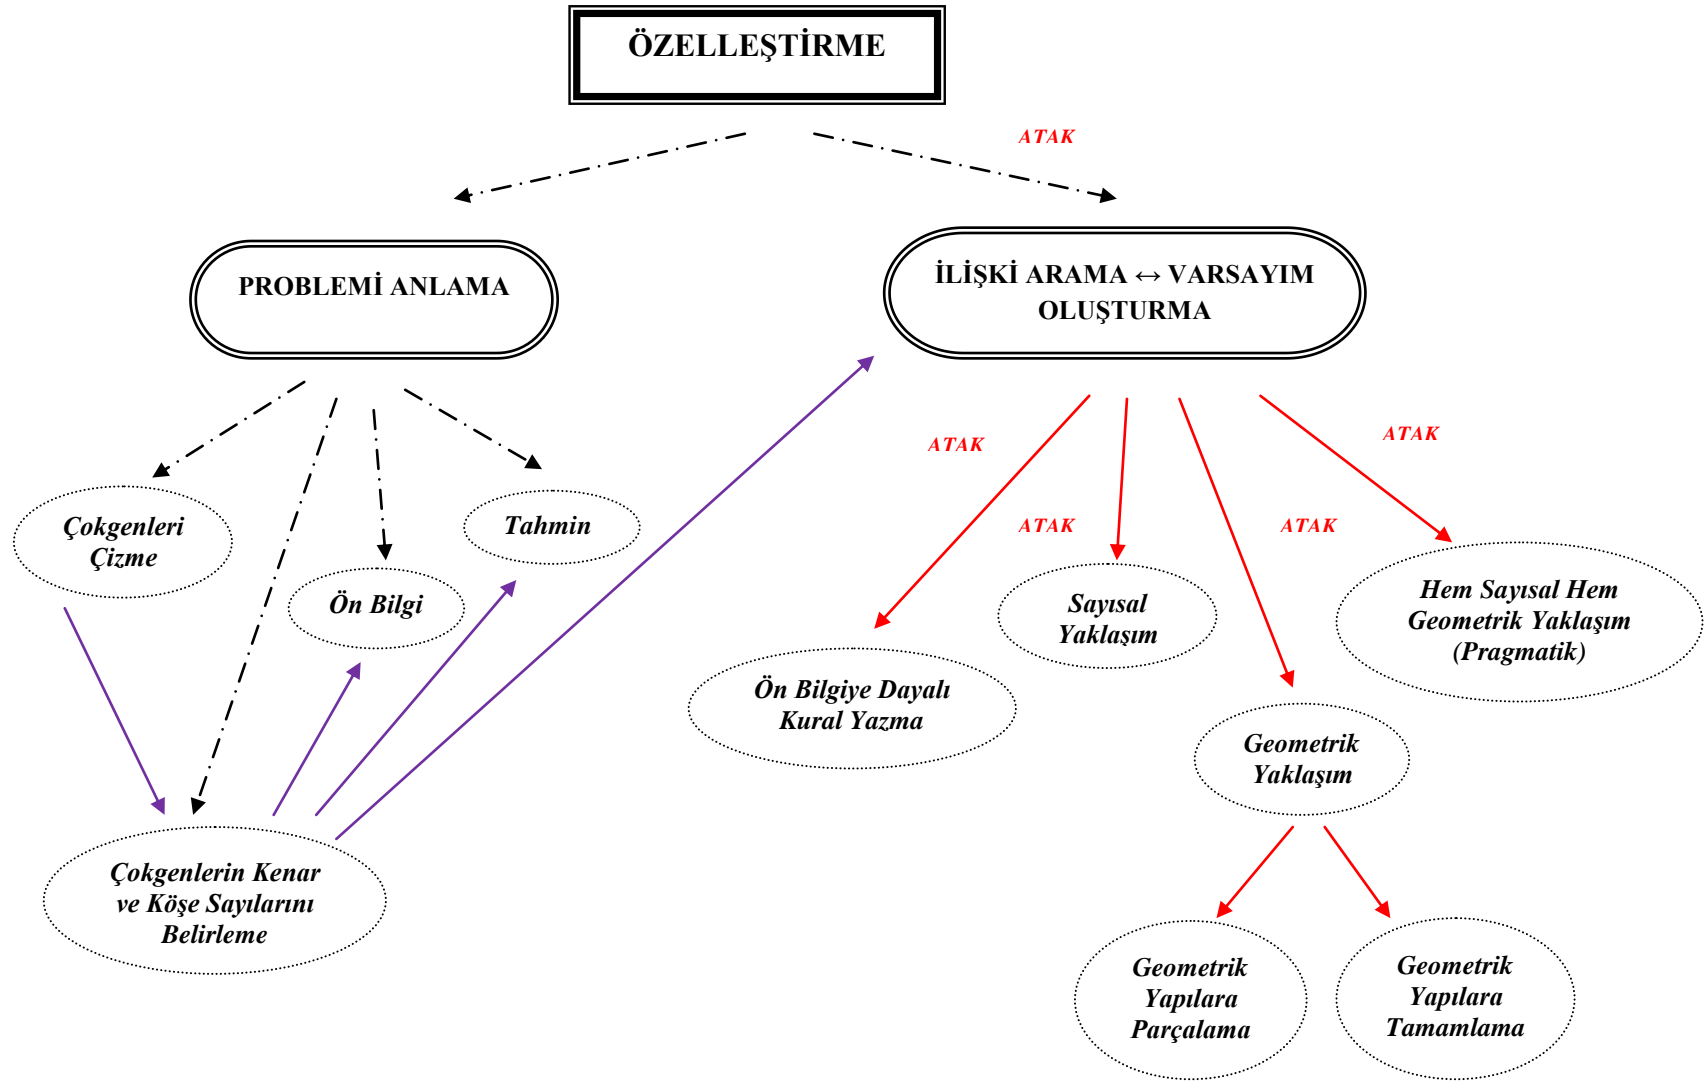 ÖZELLEŞTİRME
ATAK
PROBLEMİ ANLAMA
İLİŞKİ ARAMA ↔ VARSAYIM
OLUŞTURMA
ATAK
ATAK
ATAK
ATAK
Çokgenleri
Çizme
Ön Bilgi
Tahmin
Çokgenlerin Kenar
ve Köşe Sayılarını
Belirleme
Ön Bilgiye Dayalı
Kural Yazma
Sayısal
Yaklaşım
Geometrik
Yaklaşım
Hem Sayısal Hem
Geometrik Yaklaşım
(Pragmatik)
Geometrik
Yapılara
Parçalama
Geometrik
Yapılara
Tamamlama